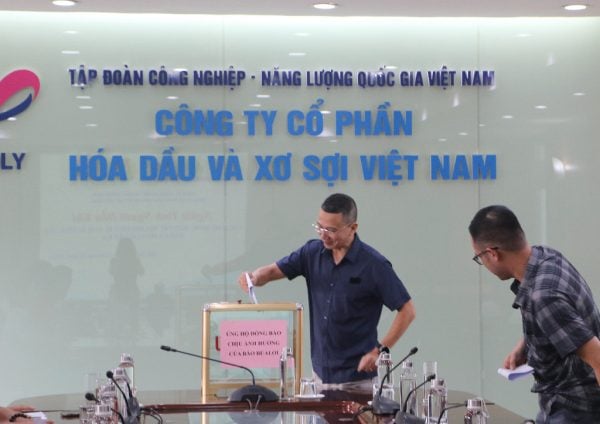 TẬP ĐOÀN CÔNG NGHIỆP - NĂNG LƯỢNG QUỐC GIA VIỆT NAM
CÔNG TY CỔ PHẦN
HÓA DẦU VÀ XƠ SỢI VIỆT NAM
LY
ỦNG HỘ ĐỒNG BÀO
CHỊU ẢNH HƯỞNG
CỦA BÃO BUALOI